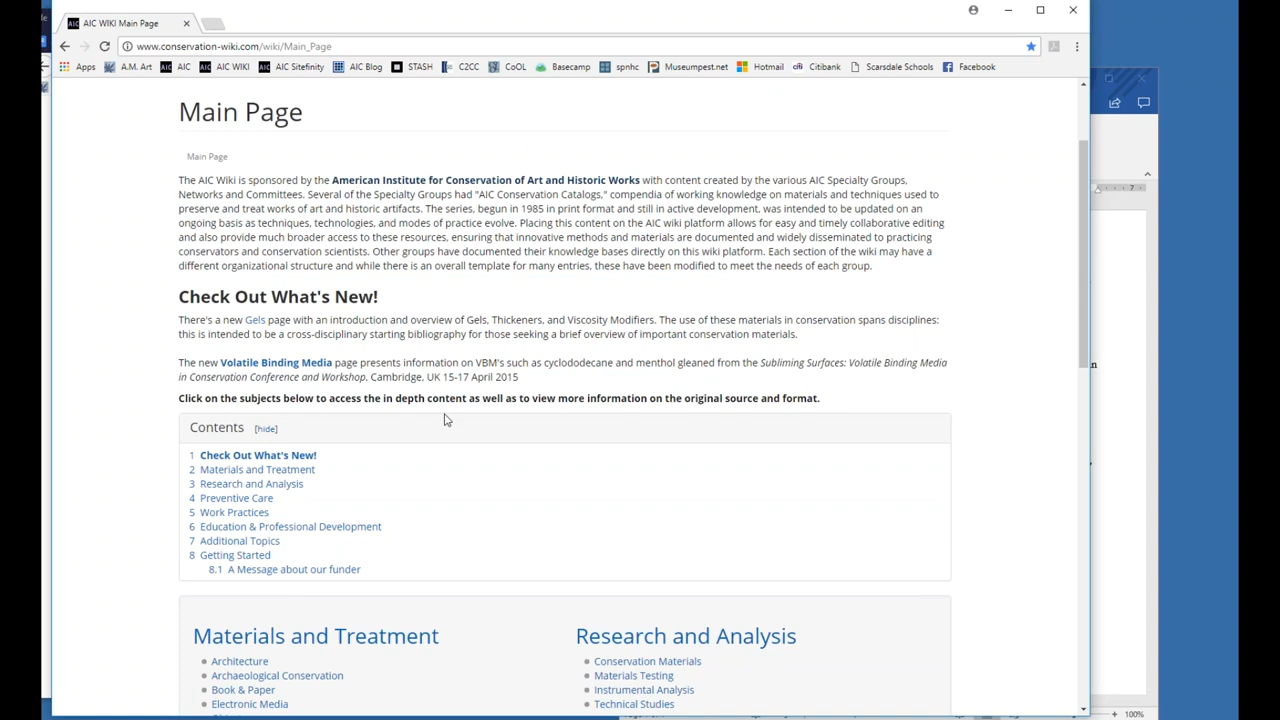 AIC WIKI Main Page
www.conservation-wiki.com/wiki/Main_Page
Apps A.M. Art AIC AIC WIKI AIC Sitefinity AIC Blog STASH C2CC CoOL Basecamp spnhc Museumpest.net Hotmail Citibank Scarsdale Schools Facebook
Main Page
Main Page
The AIC Wiki is sponsored by the American Institute for Conservation of Art and Historic Works with content created by the various AIC Specialty Groups,
Networks and Committees. Several of the Specialty Groups had "AIC Conservation Catalogs," compendia of working knowledge on materials and techniques used to
preserve and treat works of art and historic artifacts. The series, begun in 1985 in print format and still in active development, was intended to be updated on an
ongoing basis as techniques, technologies, and modes of practice evolve. Placing this content on the AIC wiki platform allows for easy and timely collaborative editing
and also provide much broader access to these resources, ensuring that innovative methods and materials are documented and widely disseminated to practicing
conservators and conservation scientists. Other groups have documented their knowledge bases directly on this wiki platform. Each section of the wiki may have a
different organizational structure and while there is an overall template for many entries, these have been modified to meet the needs of each group.
Check Out What's New!
There's a new Gels page with an introduction and overview of Gels, Thickeners, and Viscosity Modifiers. The use of these materials in conservation spans disciplines:
this is intended to be a cross-disciplinary starting bibliography for those seeking a brief overview of important conservation materials.
The new Volatile Binding Media page presents information on VBM's such as cyclododecane and menthol gleaned from the Subliming Surfaces: Volatile Binding Media
in Conservation Conference and Workshop, Cambridge, UK 15-17 April 2015
Click on the subjects below to access the in depth content as well as to view more information on the original source and format.
Contents [hide]
1 Check Out What's New!
2 Materials and Treatment
3 Research and Analysis
4 Preventive Care
5 Work Practices
6 Education & Professional Development
7 Additional Topics
8 Getting Started
8.1 A Message about our funder
Materials and Treatment
Architecture
Archaeological Conservation
Book & Paper
Electronic Media
Research and Analysis
Conservation Materials
Materials Testing
Instrumental Analysis
Technical Studies
7
100%